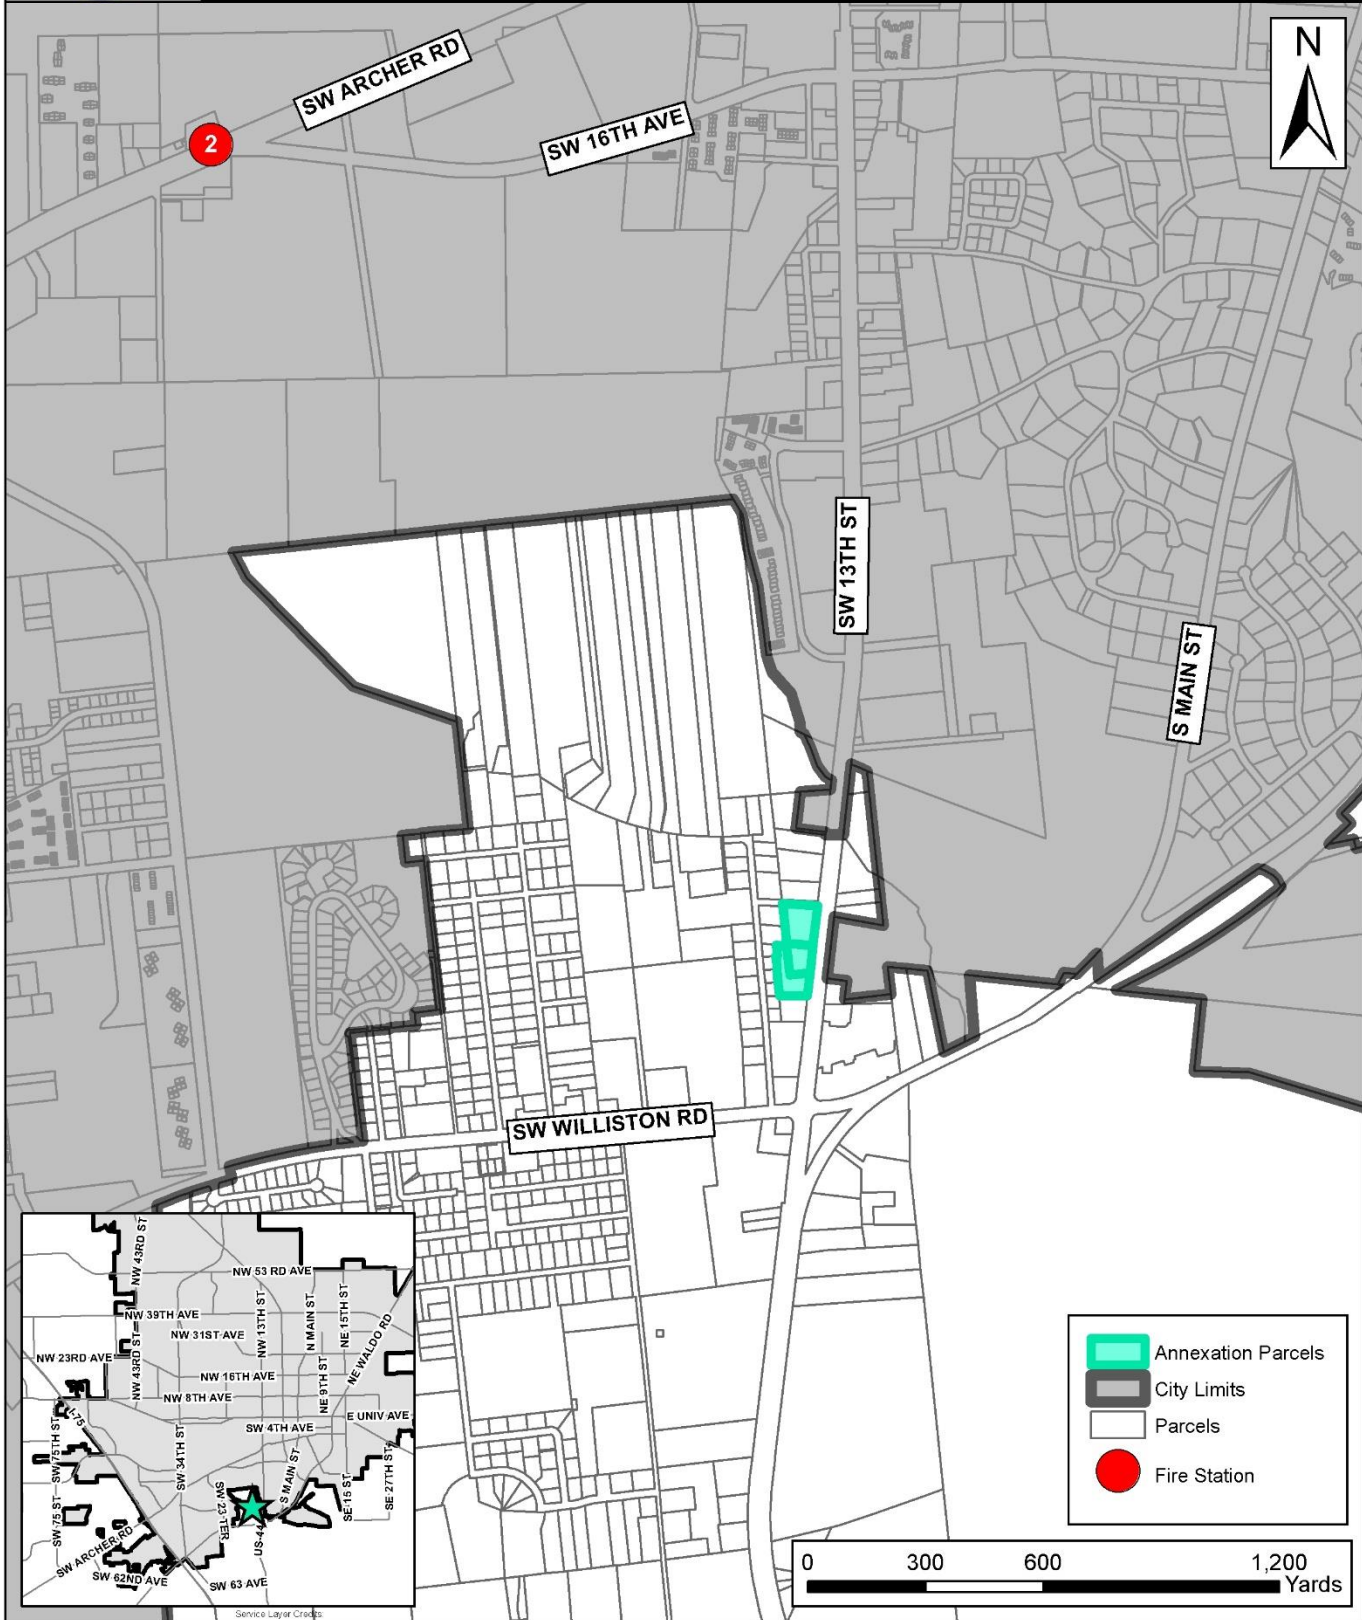 N
SW ARCHER RD
2
SW 16TH AVE
SW 13TH ST
S MAIN ST
SW WILLISTON RD
NW 43RD ST
NW 53 RD AVE
NW 39TH AVE
NW 13TH ST
N MAIN ST
NE 15TH ST
NW 31ST AVE
NE WALDO RD
NW 23RD AVE
NW 43RD ST
NW 16TH AVE
NW 8TH AVE
NE 9TH ST
I-75
E UNIV AVE
SW 4TH AVE
SW 75TH ST
SW 34TH ST
S MAIN ST
SW 23 TER
SE 15 ST
SE 27TH ST
SW 75 ST
US-441
SW ARCHER RD
SW 62ND AVE
SW 63 AVE
Service Layer Credits:
Annexation Parcels
City Limits
Parcels
Fire Station
0 300 600 1,200
Yards